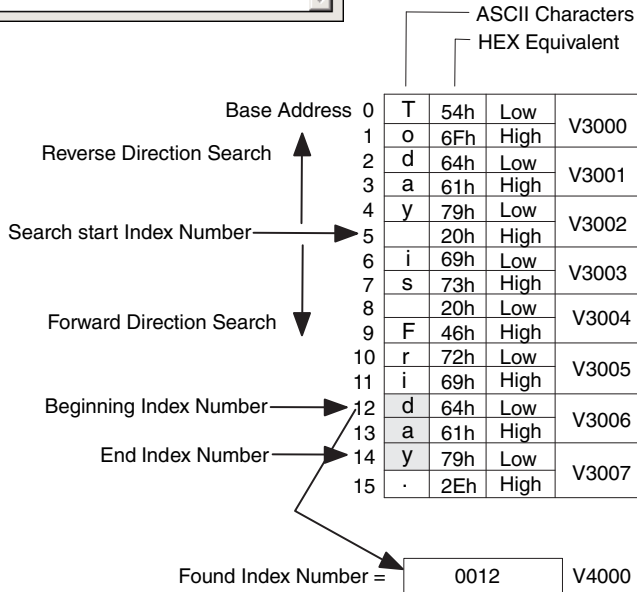 ASCII Characters
HEX Equivalent
Base Address 0 T 54h Low V3000
1 o 6Fh High
Reverse Direction Search
2 d 64h Low V3001
3 a 61h High
4 y 79h Low V3002
Search start Index Number 5 20h High
6 i 69h Low V3003
7 s 73h High
8 20h Low V3004
Forward Direction Search
9 F 46h High
10 r 72h Low V3005
11 i 69h High
Beginning Index Number 12 d 64h Low V3006
13 a 61h High
End Index Number 14 y 79h Low V3007
15 . 2Eh High
Found Index Number = 0012 V4000